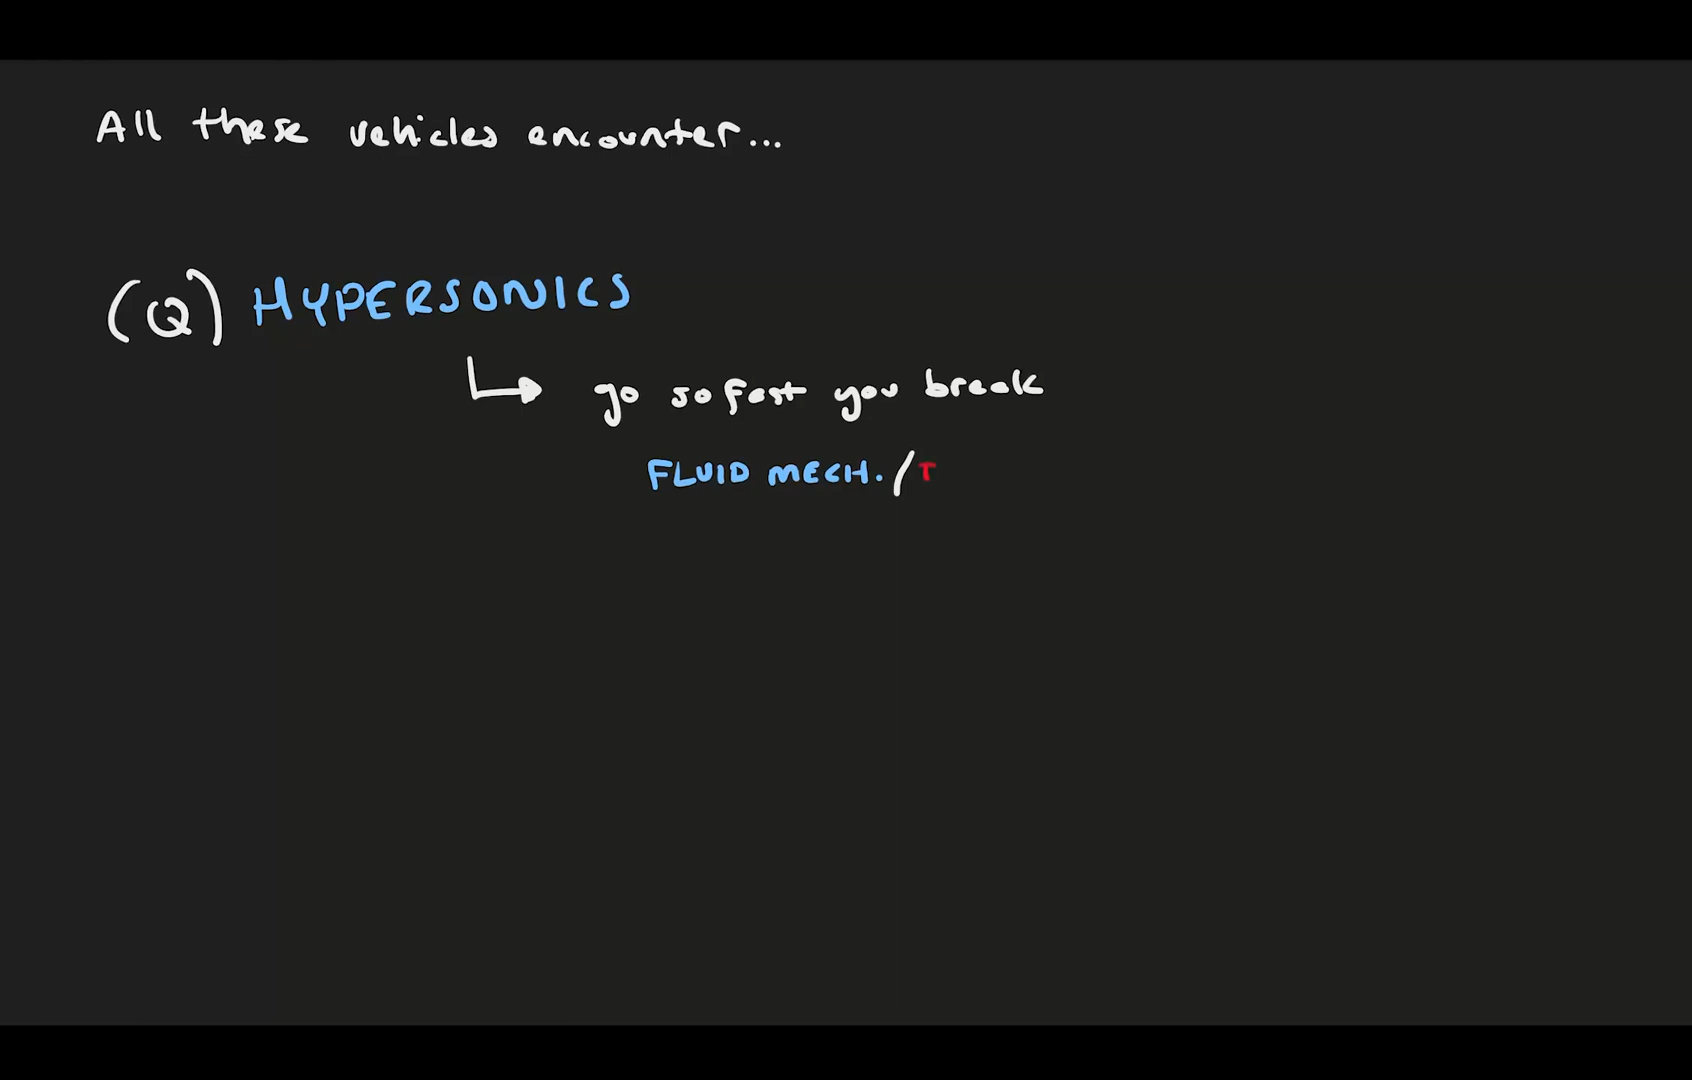 All these vehicles encounter...
(Q) HYPERSONICS
go so fast you break
FLUID MECH./T